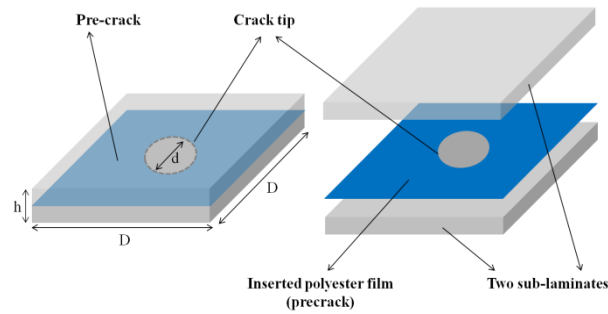 Pre-crack
Crack tip
d
h
D
D
Inserted polyester film
(precrack)
Two sub-laminates